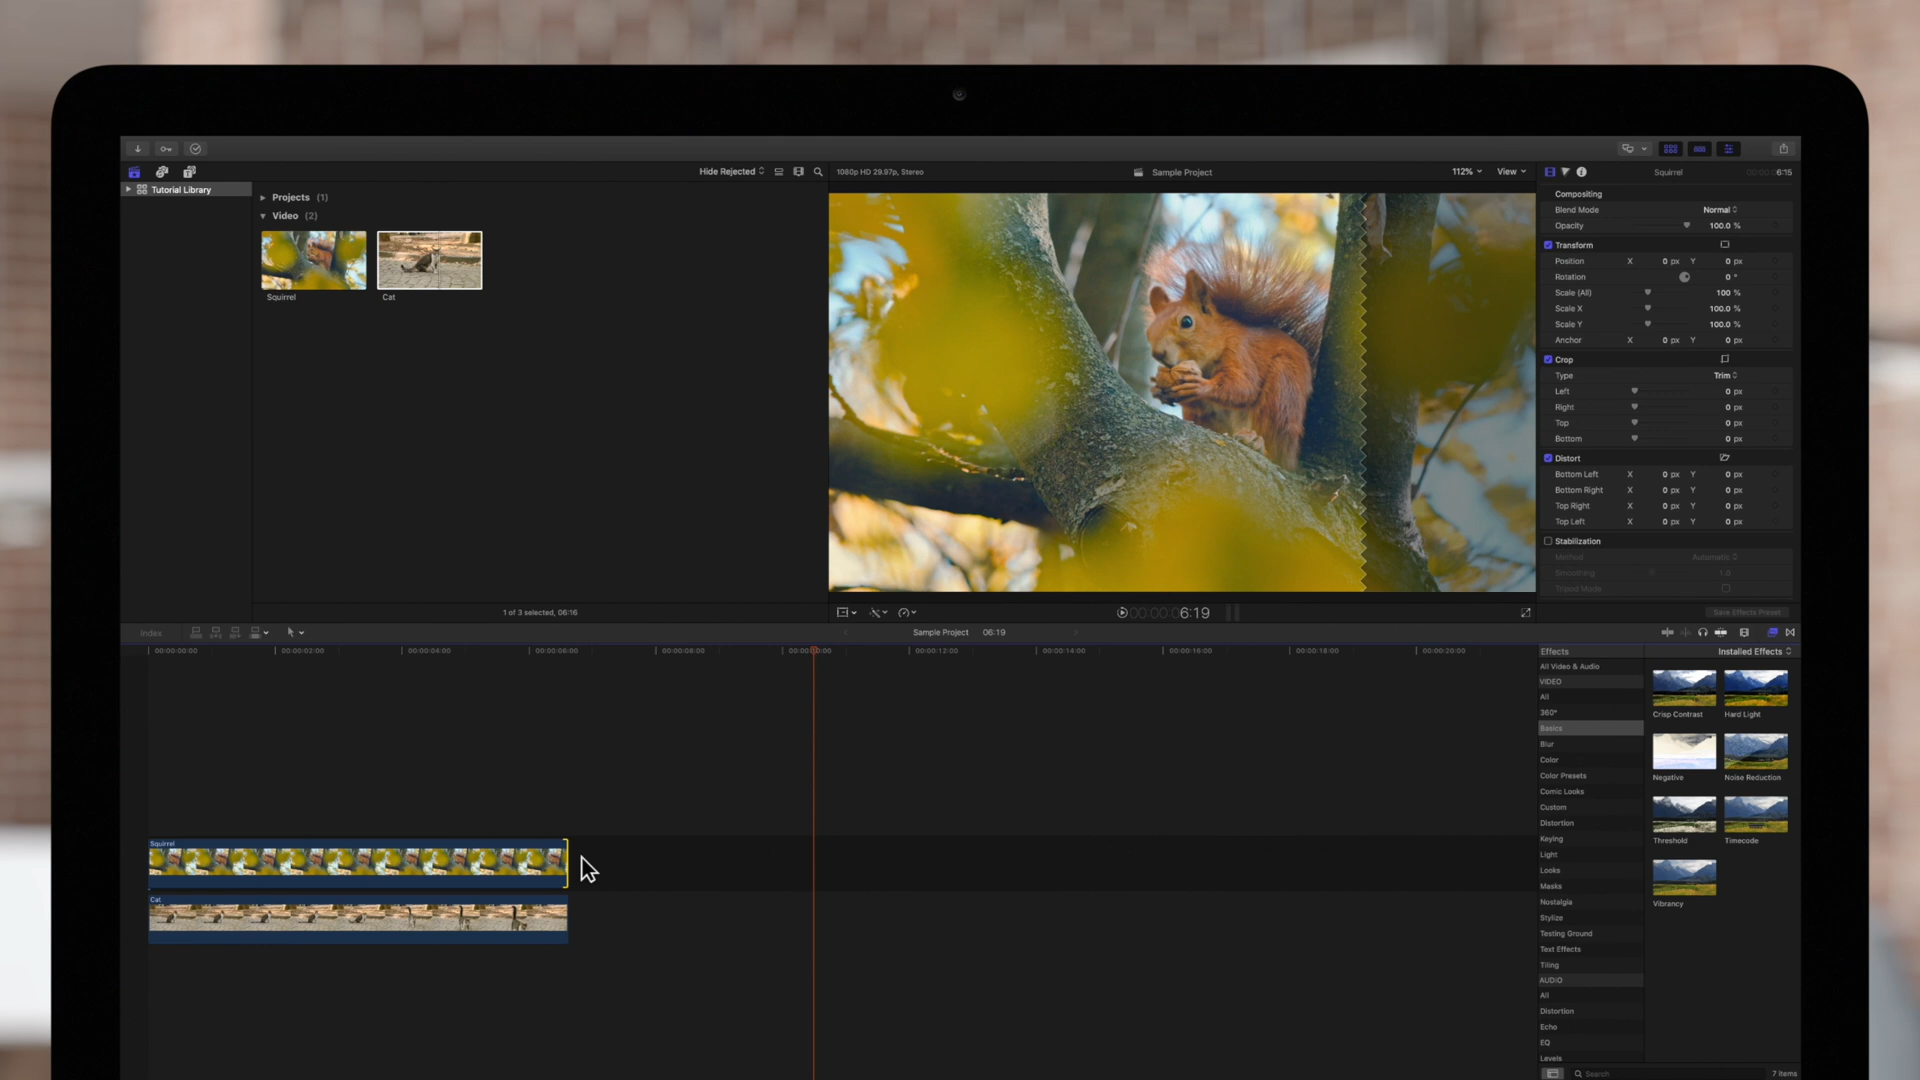 Hide Rejected
1080p HD 29.97p, Stereo
Sample Project
112%
View
Squirrel
6:15
Tutorial Library
Projects (1)
Video (2)
Squirrel
Cat
1 of 3 selected, 06:16
Compositing
Blend Mode Normal
Opacity 100.0 %
Transform
Position X 0 px Y 0 px
Rotation 0 °
Scale (All) 100 %
Scale X 100.0 %
Scale Y 100.0 %
Anchor X 0 px Y 0 px
Crop
Type Trim
Left 0 px
Right 0 px
Top 0 px
Bottom 0 px
Distort
Bottom Left X 0 px Y 0 px
Bottom Right X 0 px Y 0 px
Top Right X 0 px Y 0 px
Top Left X 0 px Y 0 px
Stabilization
Method Automatic
Smoothing 1.0
Tripod Mode
Save Effects Preset
00:00:06:19
Index
Sample Project 06:19
00:00:00:00
00:00:02:00
00:00:04:00
00:00:06:00
00:00:08:00
00:00:12:00
00:00:14:00
00:00:16:00
00:00:18:00
00:00:20:00
Squirrel
Cat
Effects
Installed Effects
All Video & Audio
VIDEO
All
360°
Basics
Blur
Color
Color Presets
Comic Looks
Custom
Distortion
Keying
Light
Looks
Masks
Nostalgia
Stylize
Testing Ground
Text Effects
Tiling
AUDIO
All
Distortion
Echo
EQ
Levels
Crisp Contrast
Hard Light
Negative
Noise Reduction
Threshold
Timecode
Vibrancy
Search
7 items